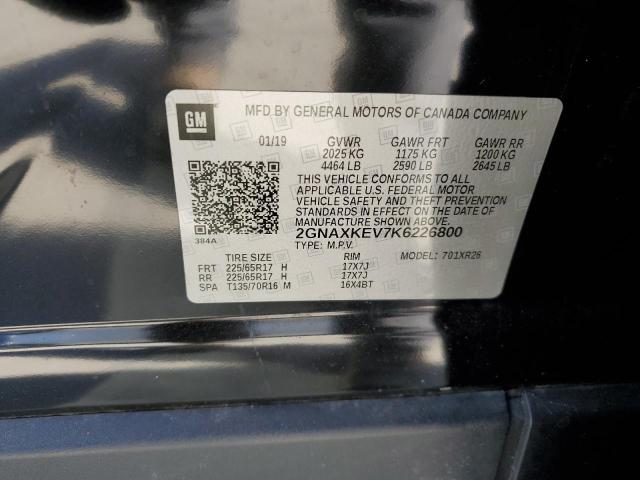 GM
MFD BY GENERAL MOTORS OF CANADA COMPANY
01/19 GVWR GAWR FRT GAWR RR
2025 KG 1175 KG 1200 KG
4464 LB 2590 LB 2645 LB
THIS VEHICLE CONFORMS TO ALL
APPLICABLE U.S. FEDERAL MOTOR
VEHICLE SAFETY AND THEFT PREVENTION
STANDARDS IN EFFECT ON THE DATE OF
MANUFACTURE SHOWN ABOVE.
384A 2GNAXKEV7K6226800
TYPE: M.P.V. MODEL: 701XR26
TIRE SIZE RIM
FRT 225/65R17 H 17X7J
RR 225/65R17 H 17X7J
SPA T135/70R16 M 16X4BT